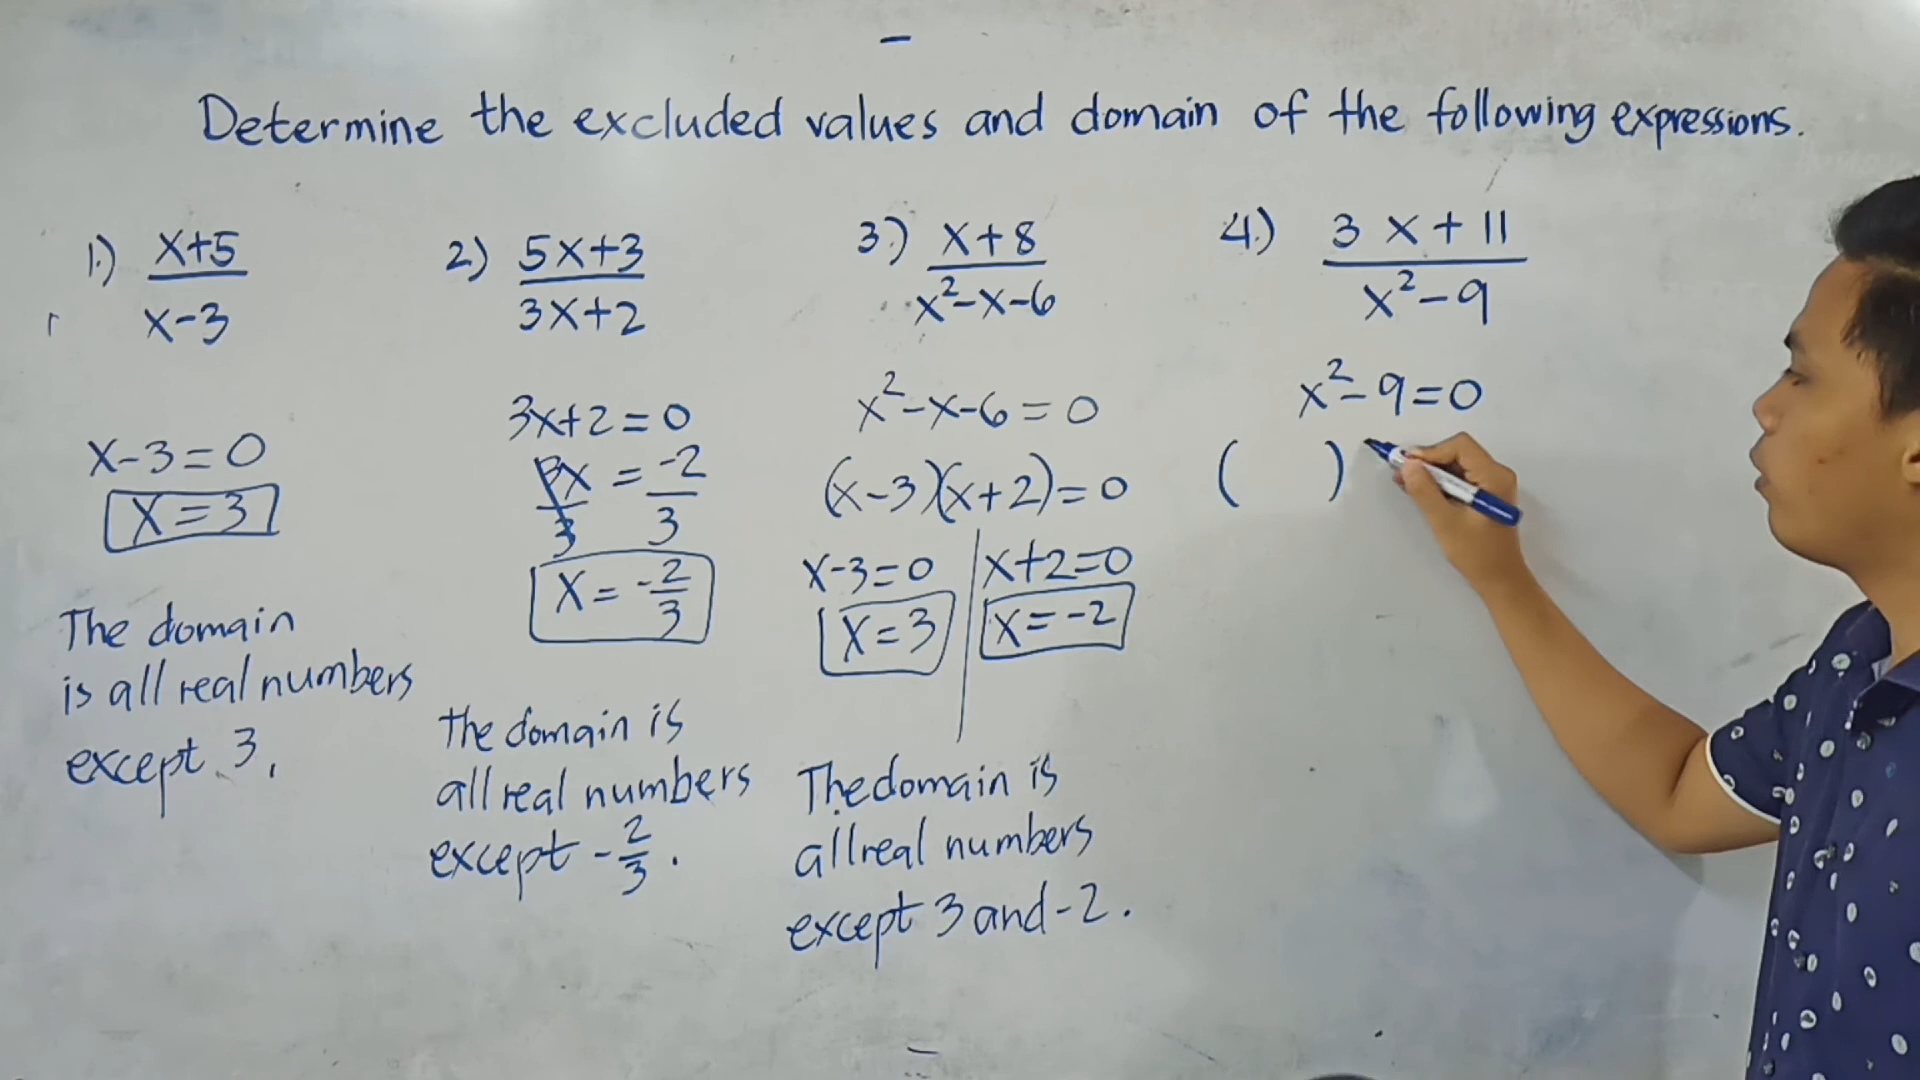 Determine the excluded values and domain of the following expressions.
1.) x+5
x-3
x-3=0
x=3
The domain
is all real numbers
except 3.
2.) 5x+3
3x+2
3x+2=0
3x = -2
3 3
x = -2
3
the domain is
all real numbers
except -2
3.
3.) x+8
x²-x-6
x²-x-6=0
(x-3)(x+2)=0
x-3=0 x+2=0
x=3 x=-2
The domain is
all real numbers
except 3 and -2.
4.) 3x+11
x²-9
x²-9=0
( )